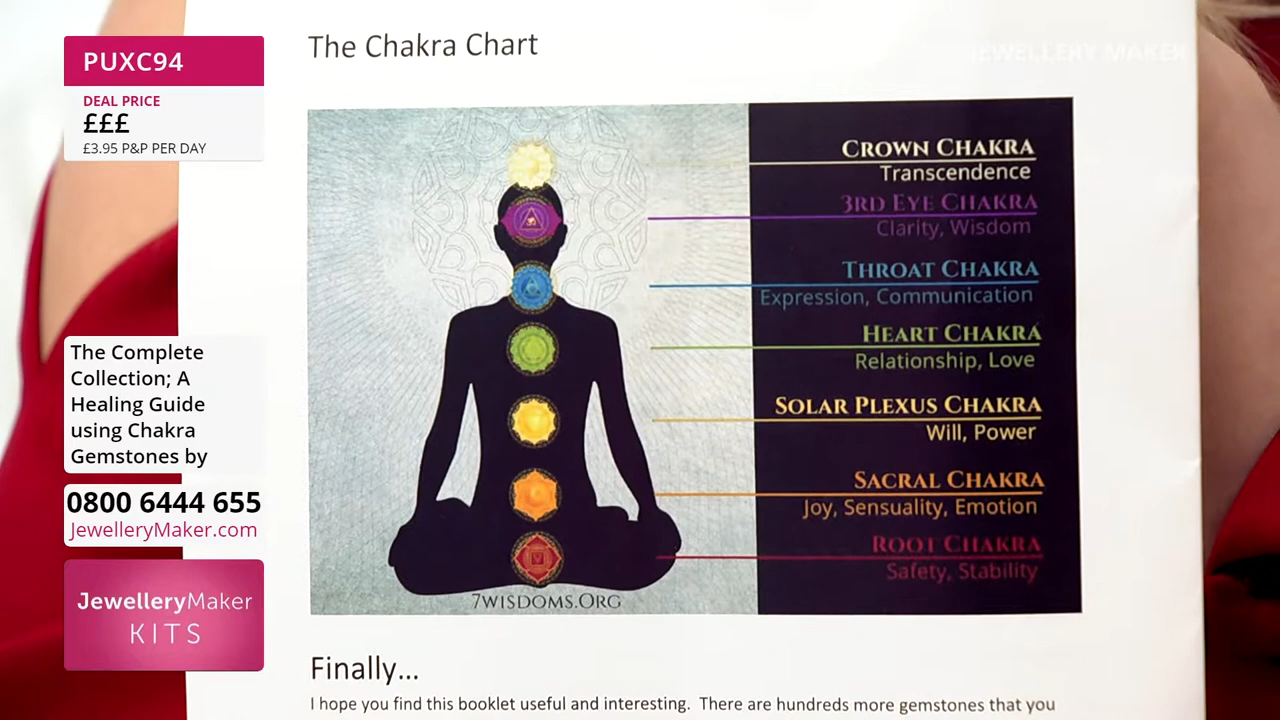 PUXC94
DEAL PRICE
£££
£3.95 P&P PER DAY
The Complete
Collection; A
Healing Guide
using Chakra
Gemstones by
0800 6444 655
JewelleryMaker.com
JewelleryMaker
KITS
JEWELLERY MAKER
The Chakra Chart
CROWN CHAKRA
Transcendence
3RD EYE CHAKRA
Clarity, Wisdom
THROAT CHAKRA
Expression, Communication
HEART CHAKRA
Relationship, Love
SOLAR PLEXUS CHAKRA
Will, Power
SACRAL CHAKRA
Joy, Sensuality, Emotion
ROOT CHAKRA
Safety, Stability
7WISDOMS.ORG
Finally...
I hope you find this booklet useful and interesting. There are hundreds more gemstones that you